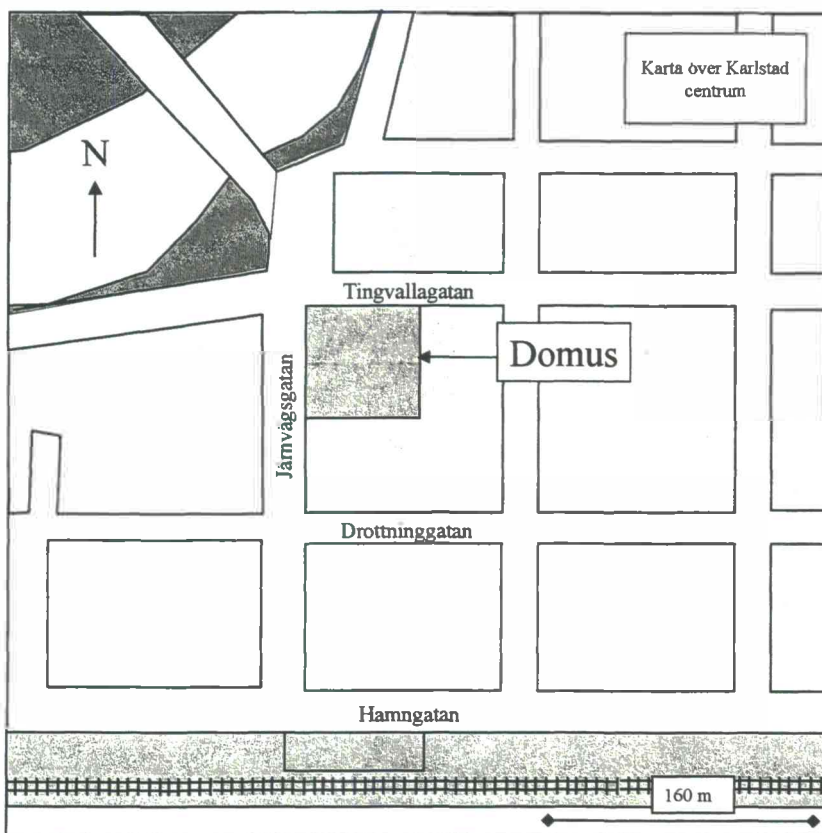 Karta över Karlstad
centrum
N
Tingvallagatan
Domus
Järnvägsgatan
Drottninggatan
Hamngatan
160 m